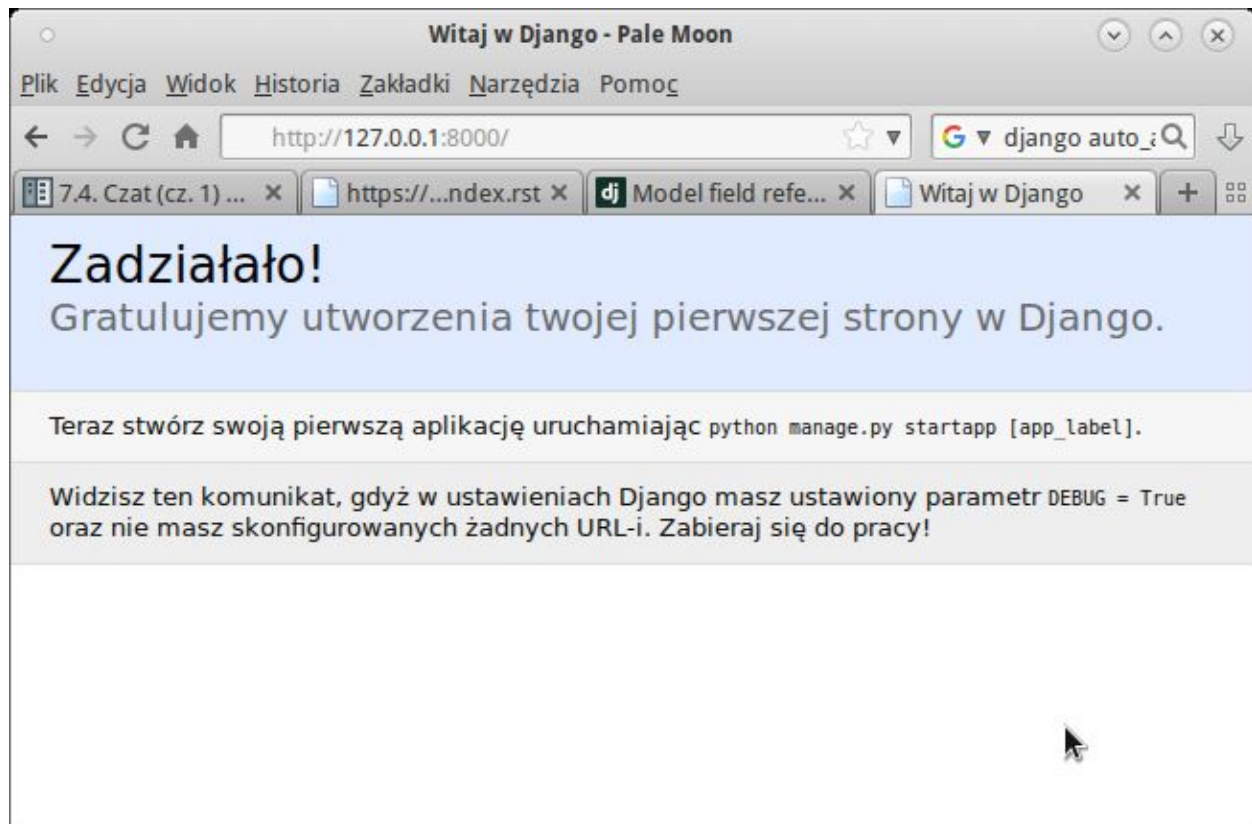 Witaj w Django - Pale Moon
Plik Edycja Widok Historia Zakładki Narzędzia Pomoc
http://127.0.0.1:8000/ django auto_
7.4. Czat (cz. 1) ... https://...ndex.rst dj Model field refe... Witaj w Django
Zadziałało!
Gratulujemy utworzenia twojej pierwszej strony w Django.
Teraz stwórz swoją pierwszą aplikację uruchamiając python manage.py startapp [app_label].
Widzisz ten komunikat, gdyż w ustawieniach Django masz ustawiony parametr DEBUG = True
oraz nie masz skonfigurowanych żadnych URL-i. Zabieraj się do pracy!